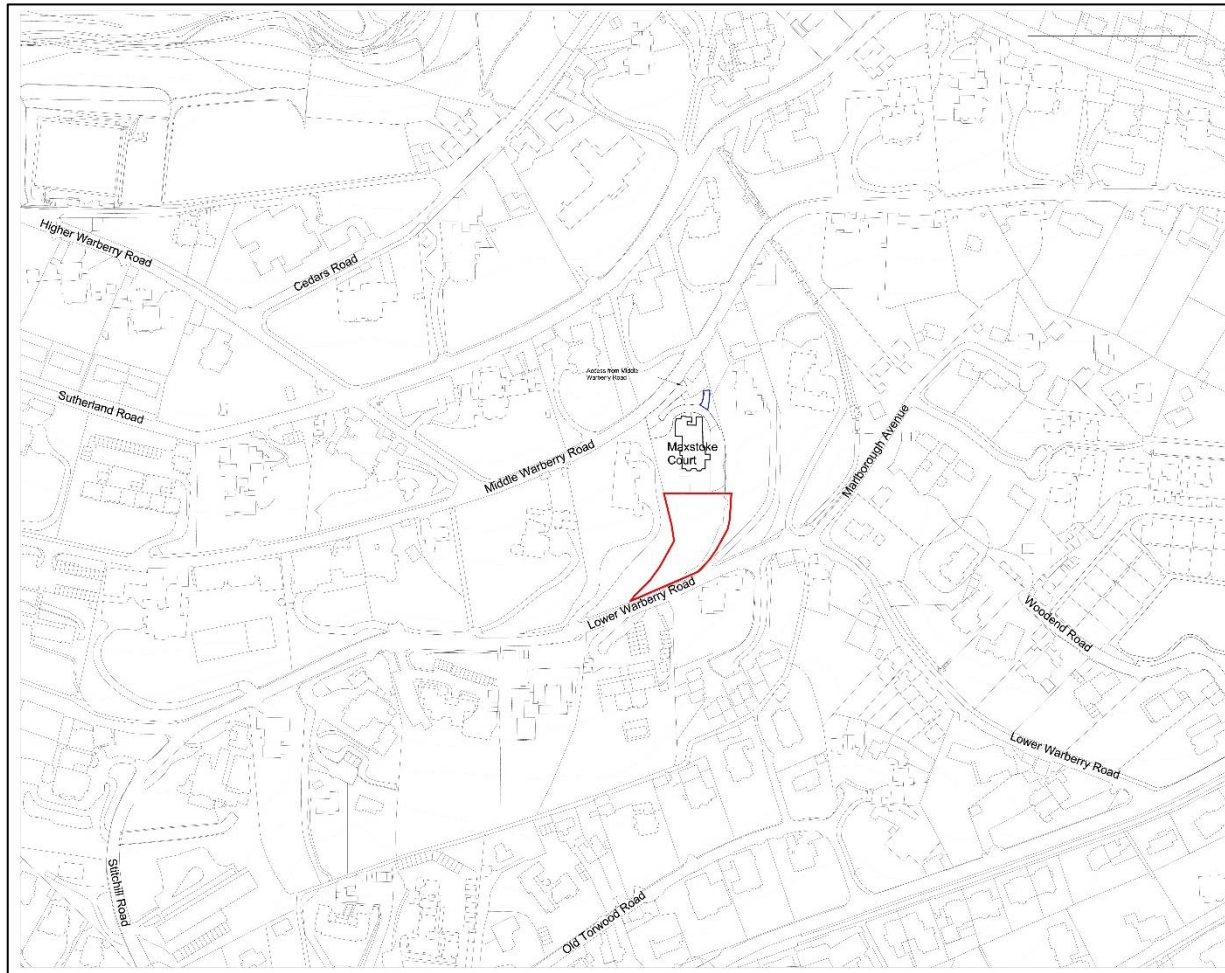 Higher Warberry Road
Cedars Road
Access from Middle
Warberry Road
Sutherland Road
Marlborough Avenue
Maxstoke
Court
Middle Warberry Road
Lower Warberry Road
Woodend Road
Lower Warberry Road
Stitchill Road
Old Torwood Road